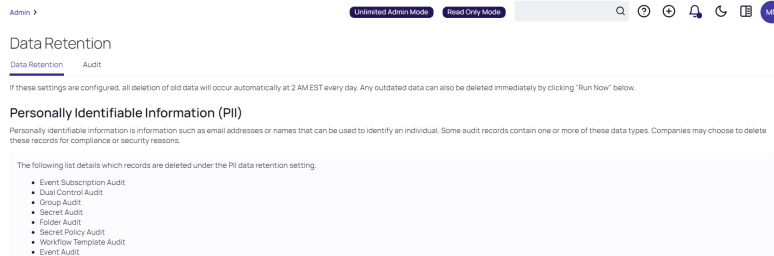 Admin >
Unlimited Admin Mode Read Only Mode
Data Retention
Data Retention Audit
If these settings are configured, all deletion of old data will occur automatically at 2 AM EST every day. Any outdated data can also be deleted immediately by clicking "Run Now" below.
Personally Identifiable Information (PII)
Personally identifiable information is information such as email addresses or names that can be used to identify an individual. Some audit records contain one or more of these data types. Companies may choose to delete
these records for compliance or security reasons.
The following list details which records are deleted under the PII data retention setting.
• Event Subscription Audit
• Dual Control Audit
• Group Audit
• Secret Audit
• Folder Audit
• Secret Policy Audit
• Workflow Template Audit
• Event Audit